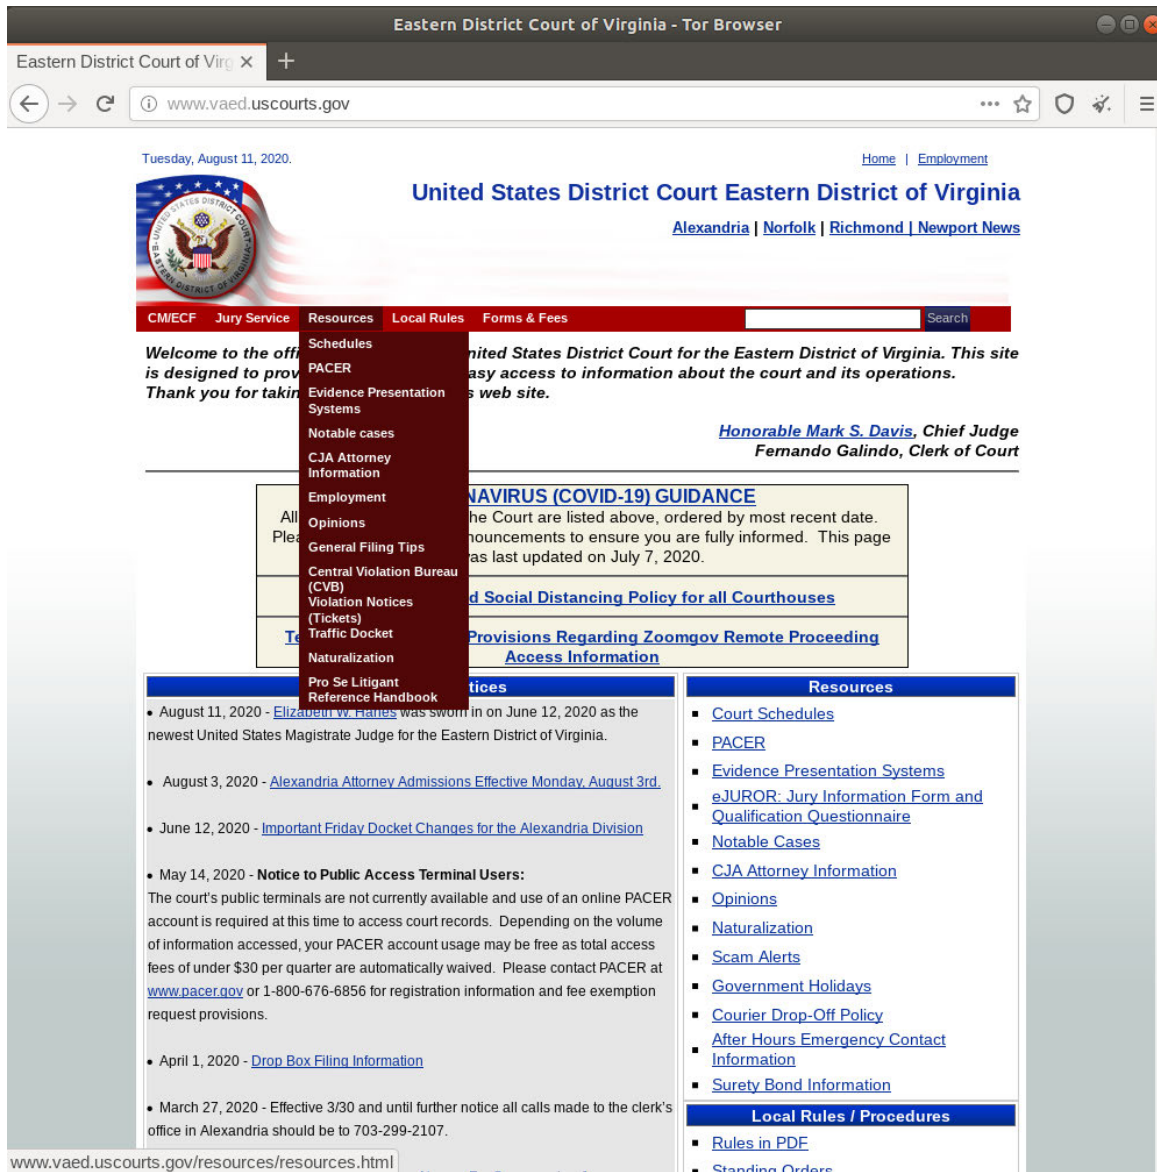 Eastern District Court of Virginia - Tor Browser
Eastern District Court of Virg
www.vaed.uscourts.gov
Tuesday, August 11, 2020.
Home | Employment
United States District Court Eastern District of Virginia
Alexandria | Norfolk | Richmond | Newport News
UNITED STATES DISTRICT COURT
EASTERN DISTRICT OF VIRGINIA
CM/ECF Jury Service Resources Local Rules Forms & Fees Search
Schedules
PACER
Evidence Presentation
Systems
Notable cases
CJA Attorney
Information
Employment
Opinions
General Filing Tips
Central Violation Bureau
(CVB)
Violation Notices
(Tickets)
Traffic Docket
Naturalization
Pro Se Litigant
Reference Handbook
Welcome to the offi nited States District Court for the Eastern District of Virginia. This site
is designed to prov asy access to information about the court and its operations.
Thank you for takin s web site.
Honorable Mark S. Davis, Chief Judge
Fernando Galindo, Clerk of Court
NAVIRUS (COVID-19) GUIDANCE
All he Court are listed above, ordered by most recent date.
Plea nouncements to ensure you are fully informed. This page
as last updated on July 7, 2020.
d Social Distancing Policy for all Courthouses
Te Provisions Regarding Zoomgov Remote Proceeding
Access Information
tices
• August 11, 2020 - Elizabeth W. Hanes was sworn in on June 12, 2020 as the
newest United States Magistrate Judge for the Eastern District of Virginia.
• August 3, 2020 - Alexandria Attorney Admissions Effective Monday, August 3rd.
• June 12, 2020 - Important Friday Docket Changes for the Alexandria Division
• May 14, 2020 - Notice to Public Access Terminal Users:
The court's public terminals are not currently available and use of an online PACER
account is required at this time to access court records. Depending on the volume
of information accessed, your PACER account usage may be free as total access
fees of under $30 per quarter are automatically waived. Please contact PACER at
www.pacer.gov or 1-800-676-6856 for registration information and fee exemption
request provisions.
• April 1, 2020 - Drop Box Filing Information
• March 27, 2020 - Effective 3/30 and until further notice all calls made to the clerk's
office in Alexandria should be to 703-299-2107.
Resources
Court Schedules
PACER
Evidence Presentation Systems
eJUROR: Jury Information Form and
Qualification Questionnaire
Notable Cases
CJA Attorney Information
Opinions
Naturalization
Scam Alerts
Government Holidays
Courier Drop-Off Policy
After Hours Emergency Contact
Information
Surety Bond Information
Local Rules / Procedures
Rules in PDF
Standing Orders
www.vaed.uscourts.gov/resources/resources.html